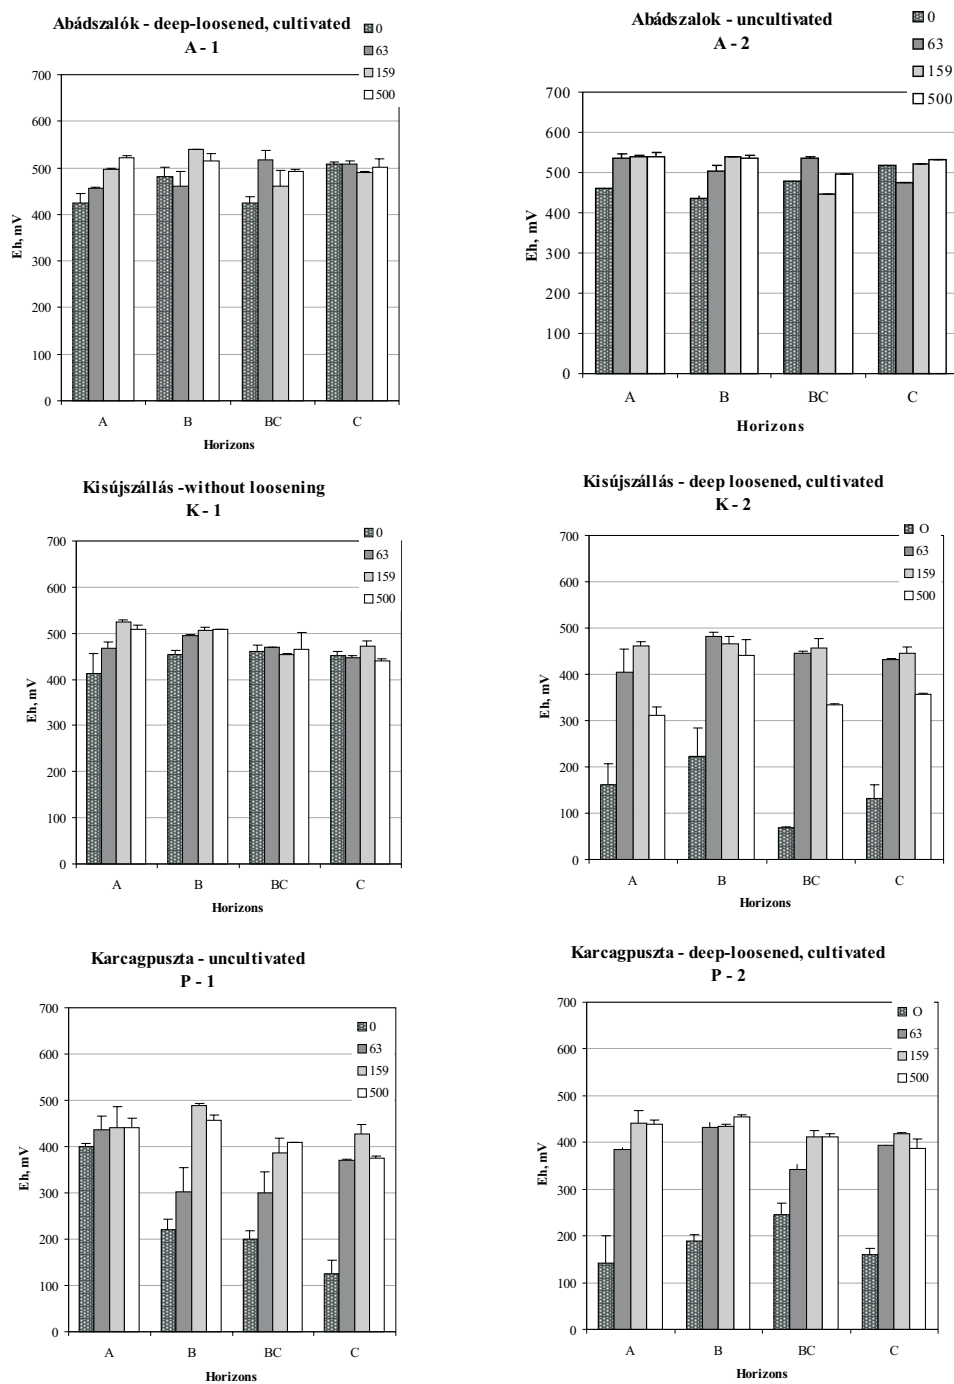 Abádszalók - deep-loosened, cultivated
A - 1
0
63
159
500
700
600
500
400
300
200
100
0
Eh, mV
A B BC C
Horizons
Abádszalok - uncultivated
A - 2
0
63
159
500
700
600
500
400
300
200
100
0
Eh, mV
A B BC C
Horizons
Kisújszállás -without loosening
K - 1
0
63
159
500
700
600
500
400
300
200
100
0
Eh, mV
A B BC C
Horizons
Kisújszállás - deep loosened, cultivated
K - 2
O
63
159
500
700
600
500
400
300
200
100
0
Eh, mV
A B BC C
Horizons
Karcagpuszta - uncultivated
P - 1
0
63
159
500
700
600
500
400
300
200
100
0
Eh, mV
A B BC C
Horizons
Karcagpuszta - deep-loosened, cultivated
P - 2
O
63
159
500
700
600
500
400
300
200
100
0
Eh, mV
A B BC C
Horizons